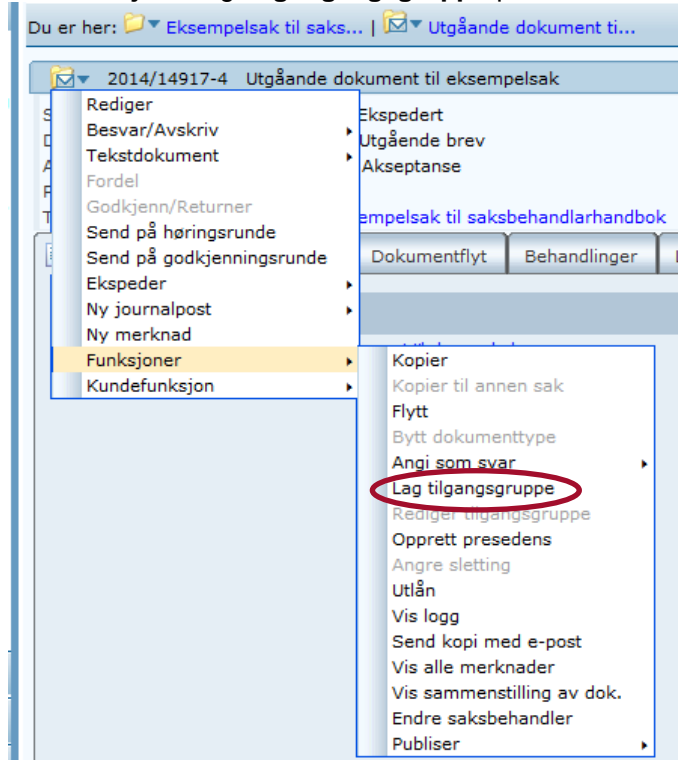 Du er her: Eksempelsak til saks... | Utgåande dokument ti...
2014/14917-4 Utgåande dokument til eksempelsak
Rediger
Ekspedert
Besvar/Avskriv
Utgående brev
Tekstdokument
Akseptanse
Fordel
Godkjenn/Returner
empelsak til saksbehandlarhandbok
Send på høringsrunde
Send på godkjenningsrunde
Dokumentflyt
Behandlinger
Ekspeder
Ny journalpost
Ny merknad
Funksjoner
Kundefunksjon
Kopier
Kopier til annen sak
Flytt
Bytt dokumenttype
Angi som svar
Lag tilgangsgruppe
Rediger tilgangsgruppe
Opprett presedens
Angre sletting
Utlån
Vis logg
Send kopi med e-post
Vis alle merknader
Vis sammenstilling av dok.
Endre saksbehandler
Publiser